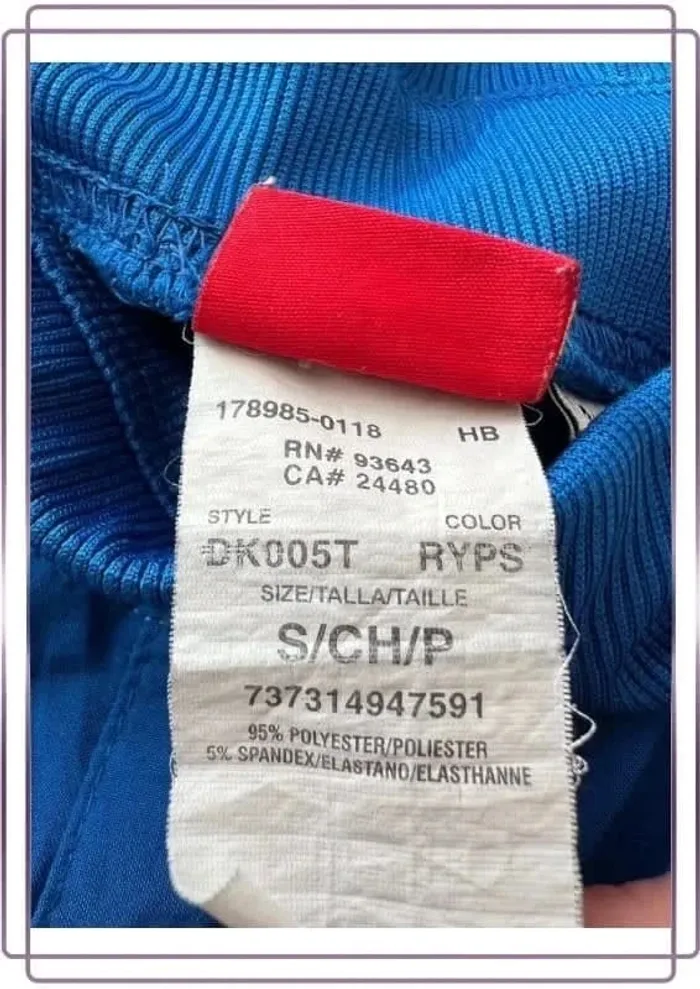 178985-0118 HB
RN# 93643
CA# 24480
STYLE COLOR
DK005T RYPS
SIZE/TALLA/TAILLE
S/CH/P
737314947591
95% POLYESTER/POLIESTER
5% SPANDEX/ELASTANO/ELASTHANNE